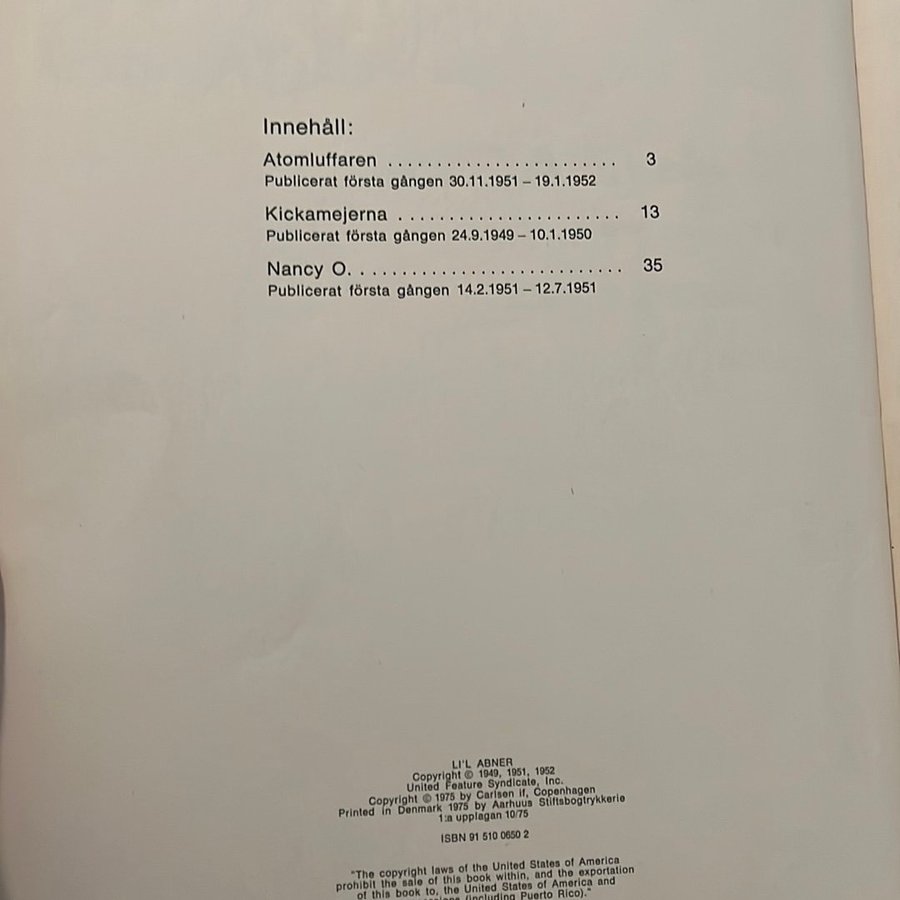 Innehåll:
Atomluffaren ........................ 3
Publicerat första gången 30.11.1951 – 19.1.1952
Kickamejerna ....................... 13
Publicerat första gången 24.9.1949 – 10.1.1950
Nancy O. ........................... 35
Publicerat första gången 14.2.1951 – 12.7.1951
LI'L ABNER
Copyright © 1949, 1951, 1952
United Feature Syndicate, Inc.
Copyright © 1975 by Carlsen if, Copenhagen
Printed in Denmark 1975 by Aarhuus Stiftsbogtrykkerie
1:a upplagan 10/75
ISBN 91 510 0650 2
"The copyright laws of the United States of America
prohibit the sale of this book within, and the exportation
of this book to, the United States of America and
(including Puerto Rico)."